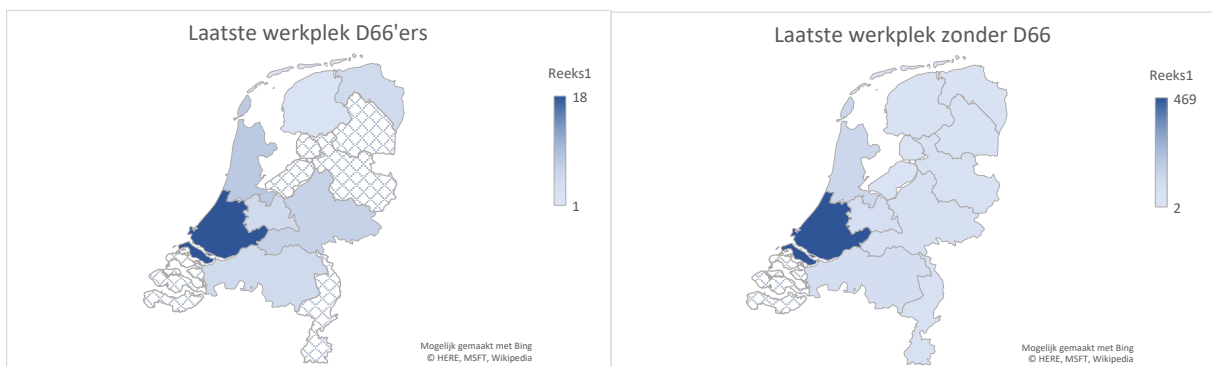 Laatste werkplek D66'ers
Reeks1
18
1
Mogelijk gemaakt met Bing
© HERE, MSFT, Wikipedia
Laatste werkplek zonder D66
Reeks1
469
2
Mogelijk gemaakt met Bing
© HERE, MSFT, Wikipedia